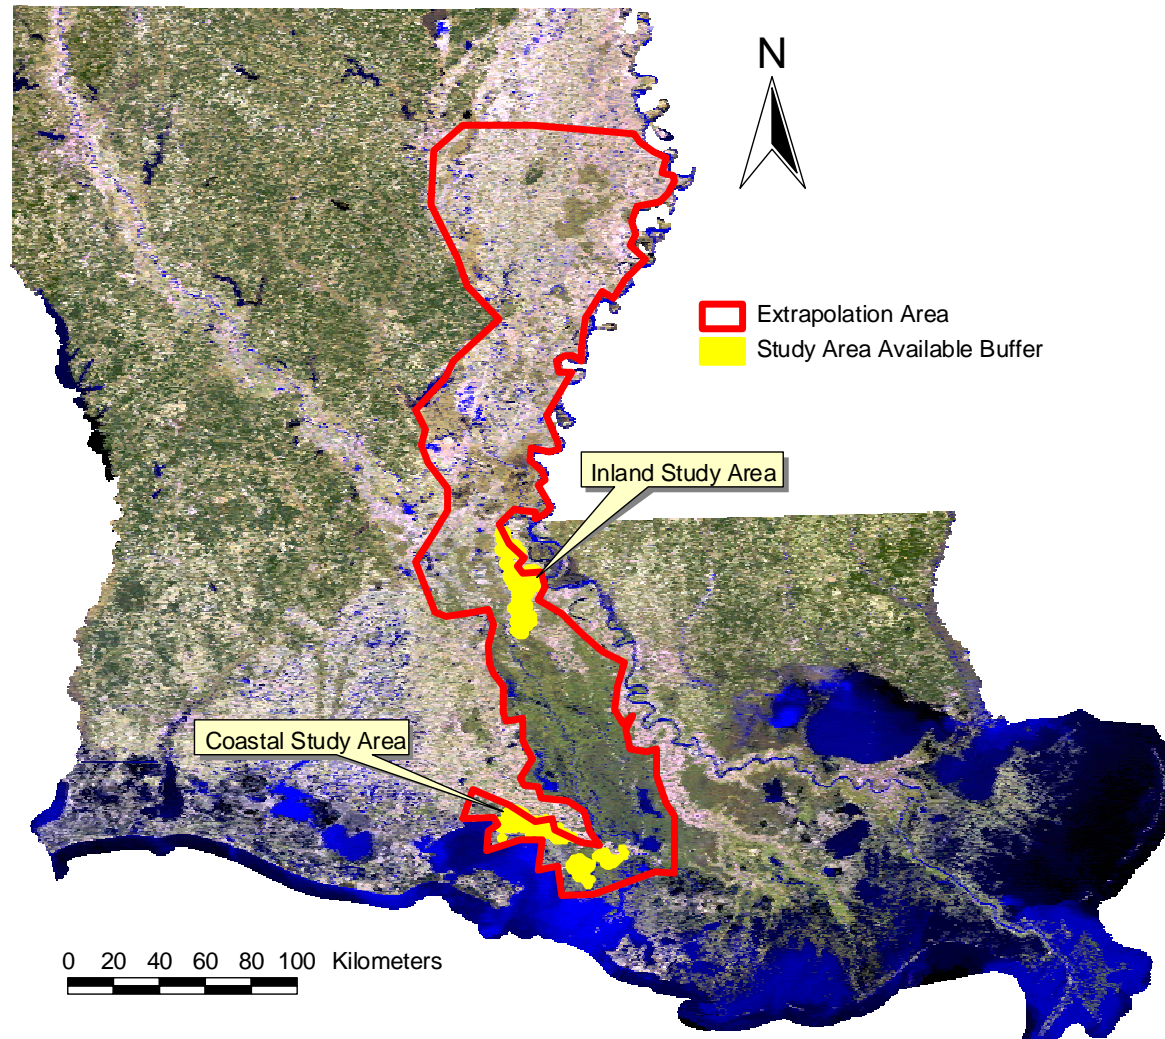 N
Extrapolation Area
Study Area Available Buffer
Inland Study Area
Coastal Study Area
0 20 40 60 80 100 Kilometers